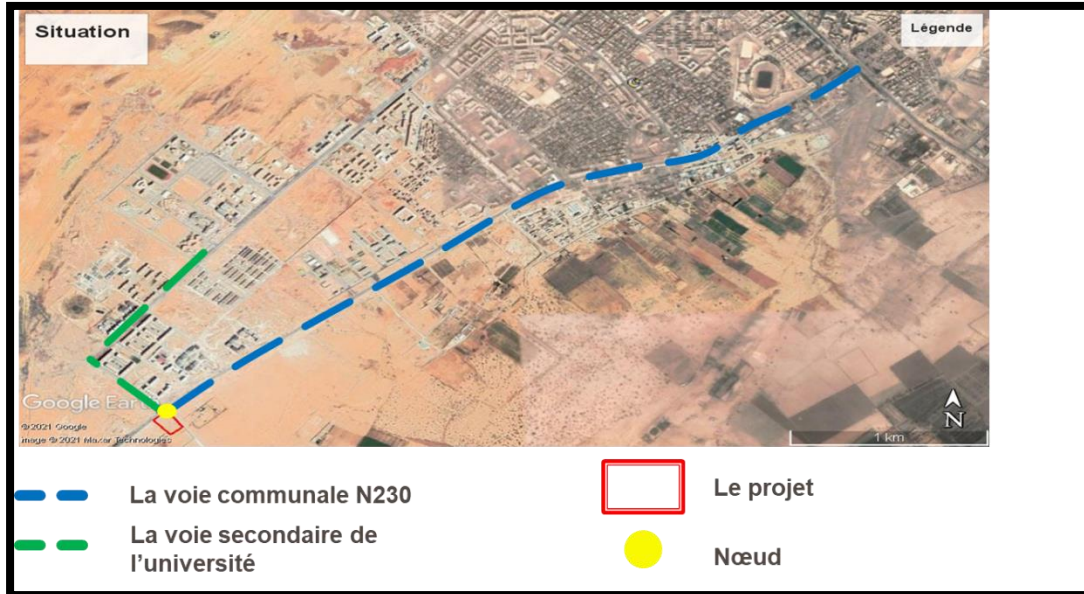 Situation
Légende
Google Earth
©2021 Google
image © 2021 Maxar Technologies
N
1 km
La voie communale N230
Le projet
La voie secondaire de
l'université
Nœud